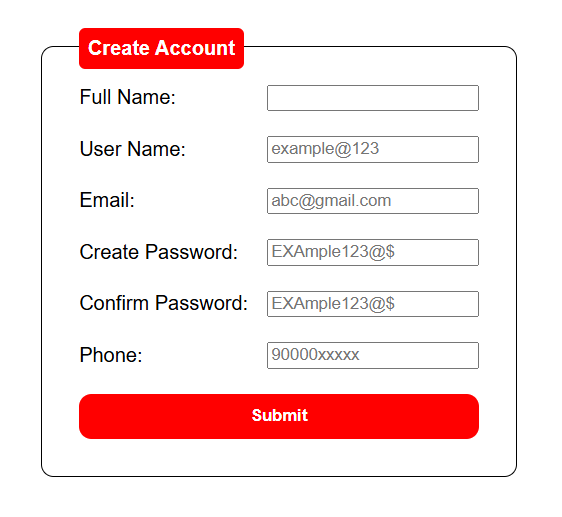 Create Account
Full Name:
User Name: example@123
Email: abc@gmail.com
Create Password: EXAmple123@$
Confirm Password: EXAmple123@$
Phone: 90000xxxxx
Submit